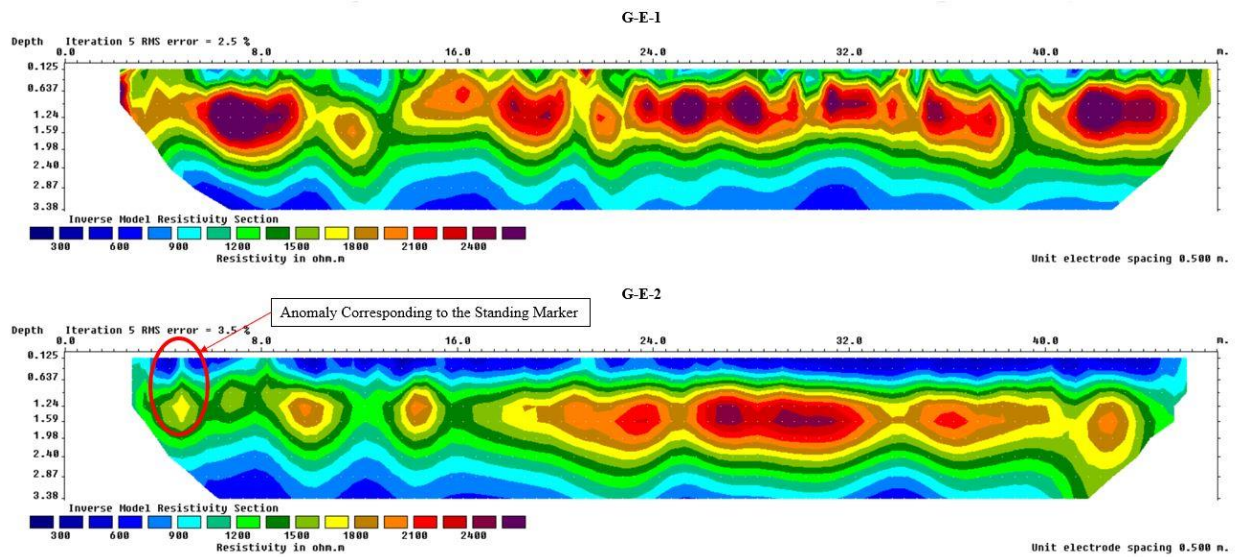 G-E-1
Depth Iteration 5 RMS error = 2.5 %
0.0 8.0 16.0 24.0 32.0 40.0 m.
0.125
0.637
1.24
1.59
1.98
2.40
2.87
3.38
Inverse Model Resistivity Section
300 600 900 1200 1500 1800 2100 2400
Resistivity in ohm.m
Unit electrode spacing 0.500 m.
G-E-2
Anomaly Corresponding to the Standing Marker
Depth Iteration 5 RMS error = 3.5 %
0.0 8.0 16.0 24.0 32.0 40.0 m.
0.125
0.637
1.24
1.59
1.98
2.40
2.87
3.38
Inverse Model Resistivity Section
300 600 900 1200 1500 1800 2100 2400
Resistivity in ohm.m
Unit electrode spacing 0.500 m.